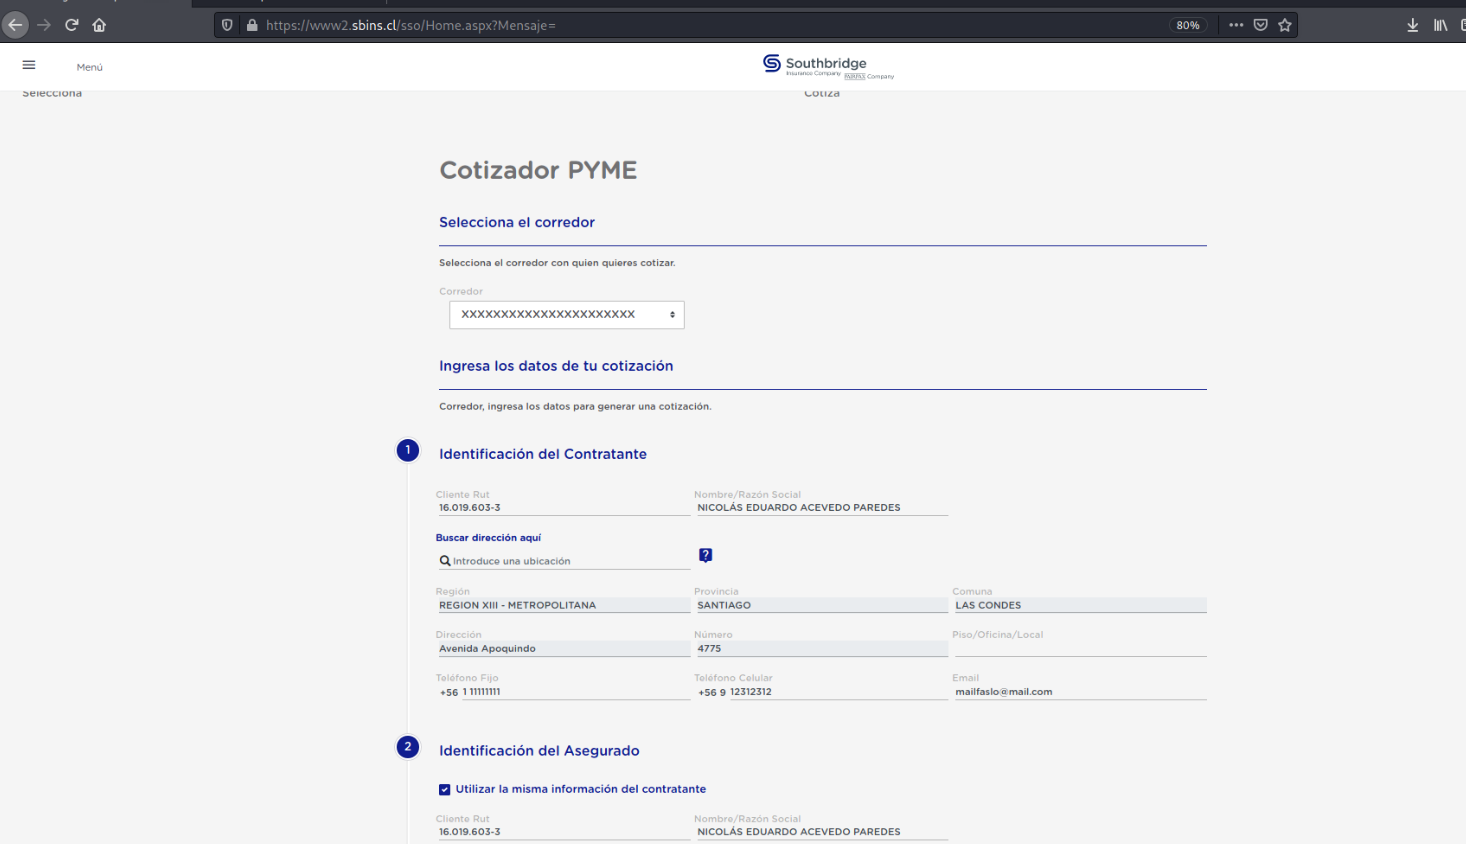 https://www2.sbins.cl/sso/Home.aspx?Mensaje=
80%
Menú
Southbridge
Insurance Company FAIRFAX Company
Selecciona
Cotiza
Cotizador PYME
Selecciona el corredor
Selecciona el corredor con quien quieres cotizar.
Corredor
XXXXXXXXXXXXXXXXXXXXXX
Ingresa los datos de tu cotización
Corredor, ingresa los datos para generar una cotización.
1
Identificación del Contratante
Cliente Rut
Nombre/Razón Social
16.019.603-3
NICOLÁS EDUARDO ACEVEDO PAREDES
Buscar dirección aquí
Introduce una ubicación
?
Región
Provincia
Comuna
REGION XIII - METROPOLITANA
SANTIAGO
LAS CONDES
Dirección
Número
Piso/Oficina/Local
Avenida Apoquindo
4775
Teléfono Fijo
Teléfono Celular
Email
+56 1 11111111
+56 9 12312312
mailfaslo@mail.com
2
Identificación del Asegurado
Utilizar la misma información del contratante
Cliente Rut
Nombre/Razón Social
16.019.603-3
NICOLÁS EDUARDO ACEVEDO PAREDES